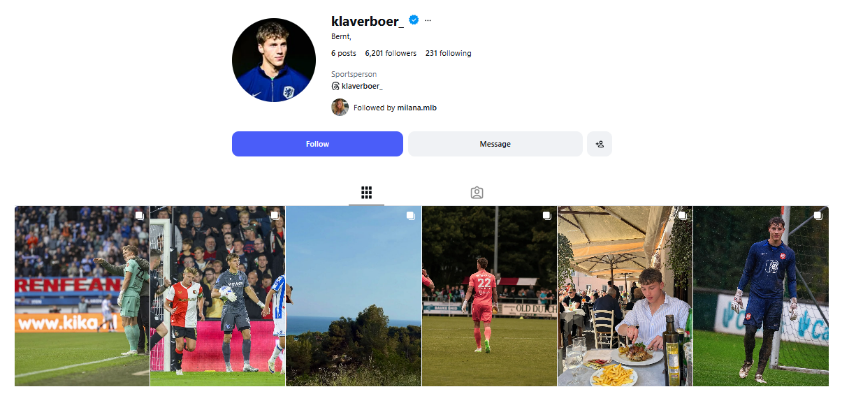 klaverboer_ ...
Bernt,
6 posts 6,201 followers 231 following
Sportsperson
klaverboer_
Followed by milana.mlb
Follow
Message
RENFEAN
www.kika.
22
OLD DUTCH